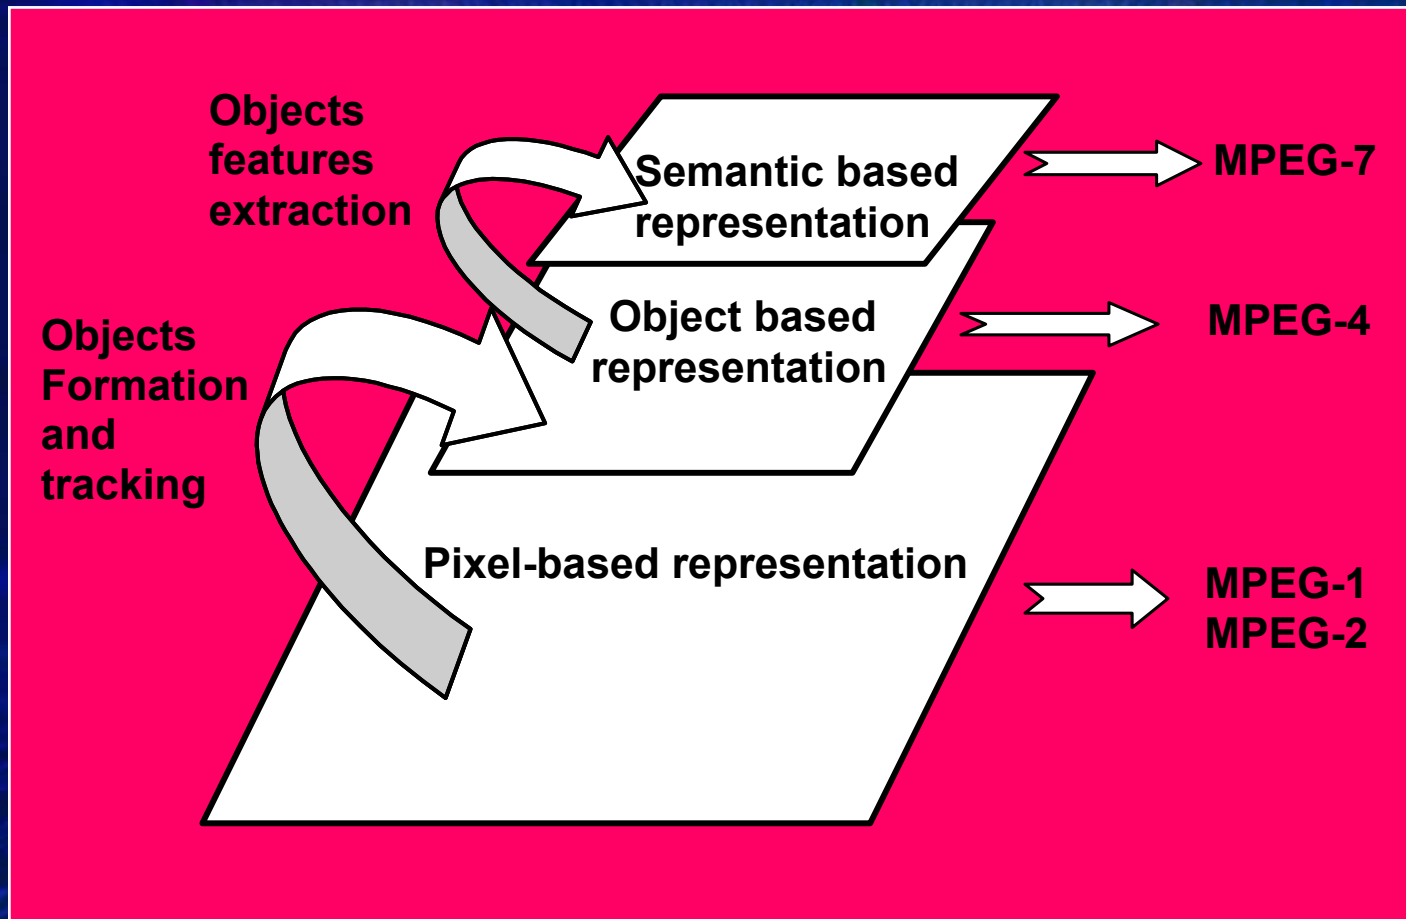 Objects
features
extraction
Semantic based
representation
MPEG-7
Objects
Formation
and
tracking
Object based
representation
MPEG-4
Pixel-based representation
MPEG-1
MPEG-2